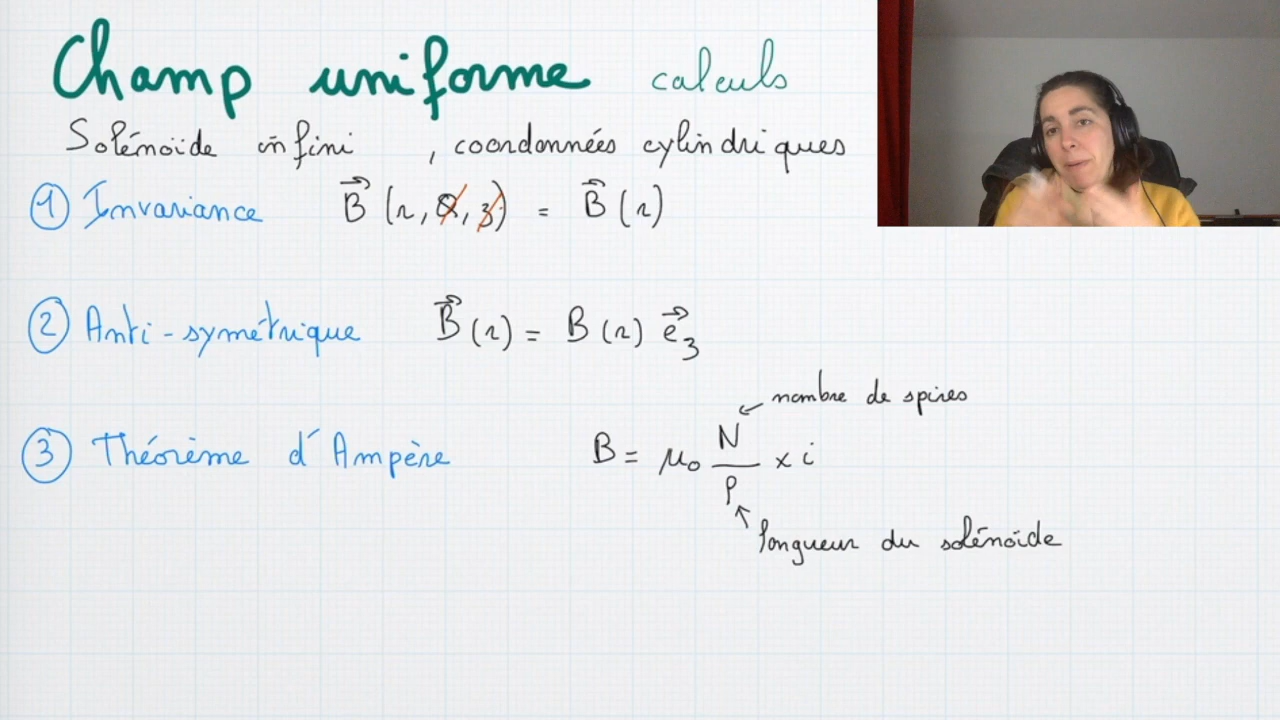 Champ uniforme calculs
Solénoïde infini , coordonnées cylindriques
① Invariance B⃗ (r, θ, z) = B⃗ (r)
② Anti-symétrique B⃗ (r) = B (r) e⃗z
nombre de spires
③ Théorème d'Ampère B = μ₀ N/ℓ × i
longueur du solénoïde